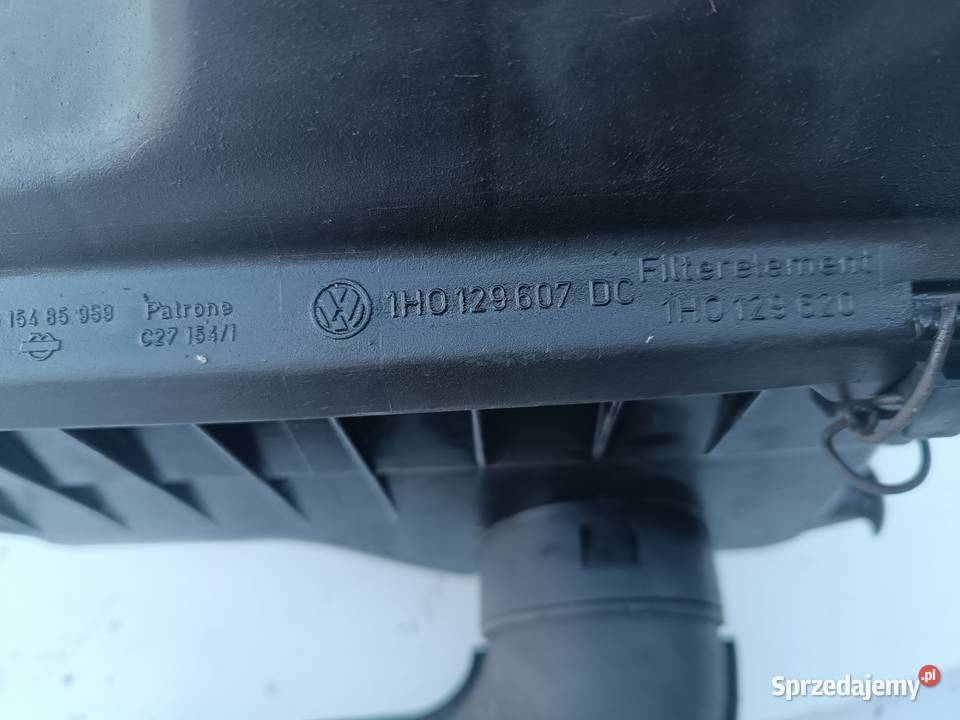 154 85 959
Patrone
C27 154/1
1H0 129 607 DC
Filterelement
1H0 129 620
Sprzedajemy.pl